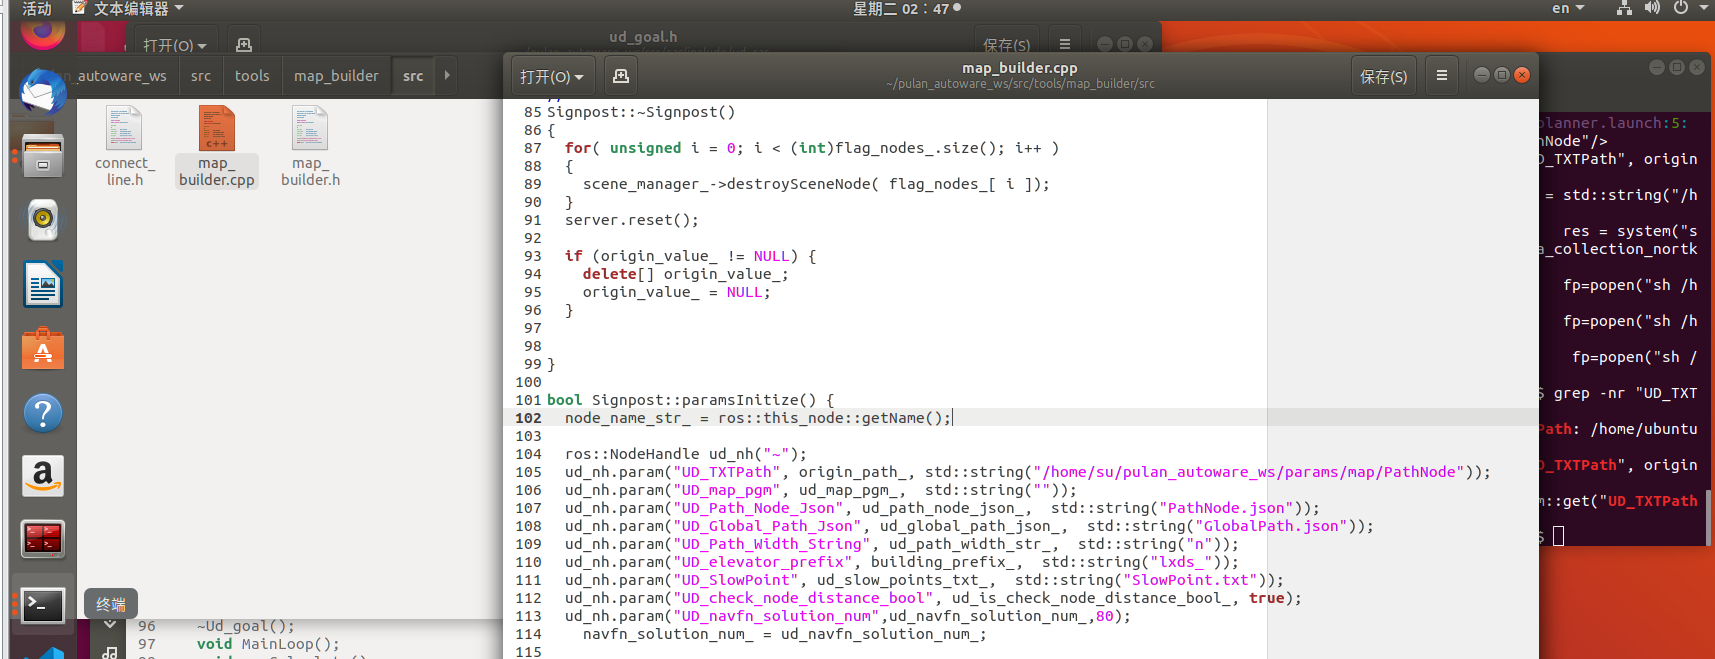 活动
文本编辑器
星期二 02：47
en
打开(O)
ud_goal.h
保存(S)
_autoware_ws
src
tools
map_builder
src
connect_
line.h
map_
builder.cpp
map_
builder.h
终端
打开(O)
map_builder.cpp
~/pulan_autoware_ws/src/tools/map_builder/src
保存(S)
85 Signpost::~Signpost()
86 {
87   for( unsigned i = 0; i < (int)flag_nodes_.size(); i++ )
88   {
89     scene_manager_->destroySceneNode( flag_nodes_[ i ]);
90   }
91   server.reset();
92
93   if (origin_value_ != NULL) {
94     delete[] origin_value_;
95     origin_value_ = NULL;
96   }
97
98
99 }
100
101 bool Signpost::paramsInitize() {
102   node_name_str_ = ros::this_node::getName();
103
104   ros::NodeHandle ud_nh("~");
105   ud_nh.param("UD_TXTPath", origin_path_, std::string("/home/su/pulan_autoware_ws/params/map/PathNode"));
106   ud_nh.param("UD_map_pgm", ud_map_pgm_,  std::string(""));
107   ud_nh.param("UD_Path_Node_Json", ud_path_node_json_,  std::string("PathNode.json"));
108   ud_nh.param("UD_Global_Path_Json", ud_global_path_json_,  std::string("GlobalPath.json"));
109   ud_nh.param("UD_Path_Width_String", ud_path_width_str_,  std::string("n"));
110   ud_nh.param("UD_elevator_prefix", building_prefix_,  std::string("lxds_"));
111   ud_nh.param("UD_SlowPoint", ud_slow_points_txt_,  std::string("SlowPoint.txt"));
112   ud_nh.param("UD_check_node_distance_bool", ud_is_check_node_distance_bool_, true);
113   ud_nh.param("UD_navfn_solution_num",ud_navfn_solution_num_,80);
114     navfn_solution_num_ = ud_navfn_solution_num_;
115
96     ~Ud_goal();
97     void MainLoop();
planner.launch:5:
nNode"/>
D_TXTPath", origin
= std::string("/h
res = system("s
a_collection_nortk
fp=popen("sh /h
fp=popen("sh /h
fp=popen("sh /
$ grep -nr "UD_TXT
Path: /home/ubuntu
D_TXTPath", origin
m::get("UD_TXTPath
$